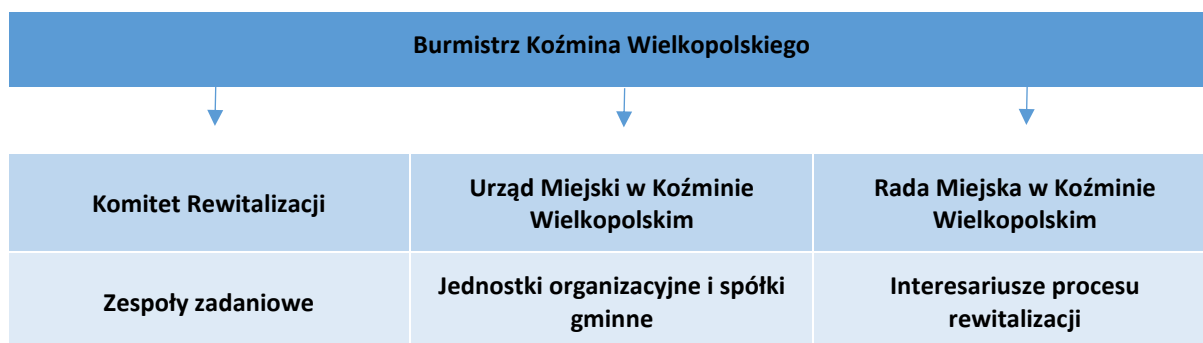 Burmistrz Koźmina Wielkopolskiego
Komitet Rewitalizacji
Urząd Miejski w Koźminie
Wielkopolskim
Rada Miejska w Koźminie
Wielkopolskim
Zespoły zadaniowe
Jednostki organizacyjne i spółki
gminne
Interesariusze procesu
rewitalizacji